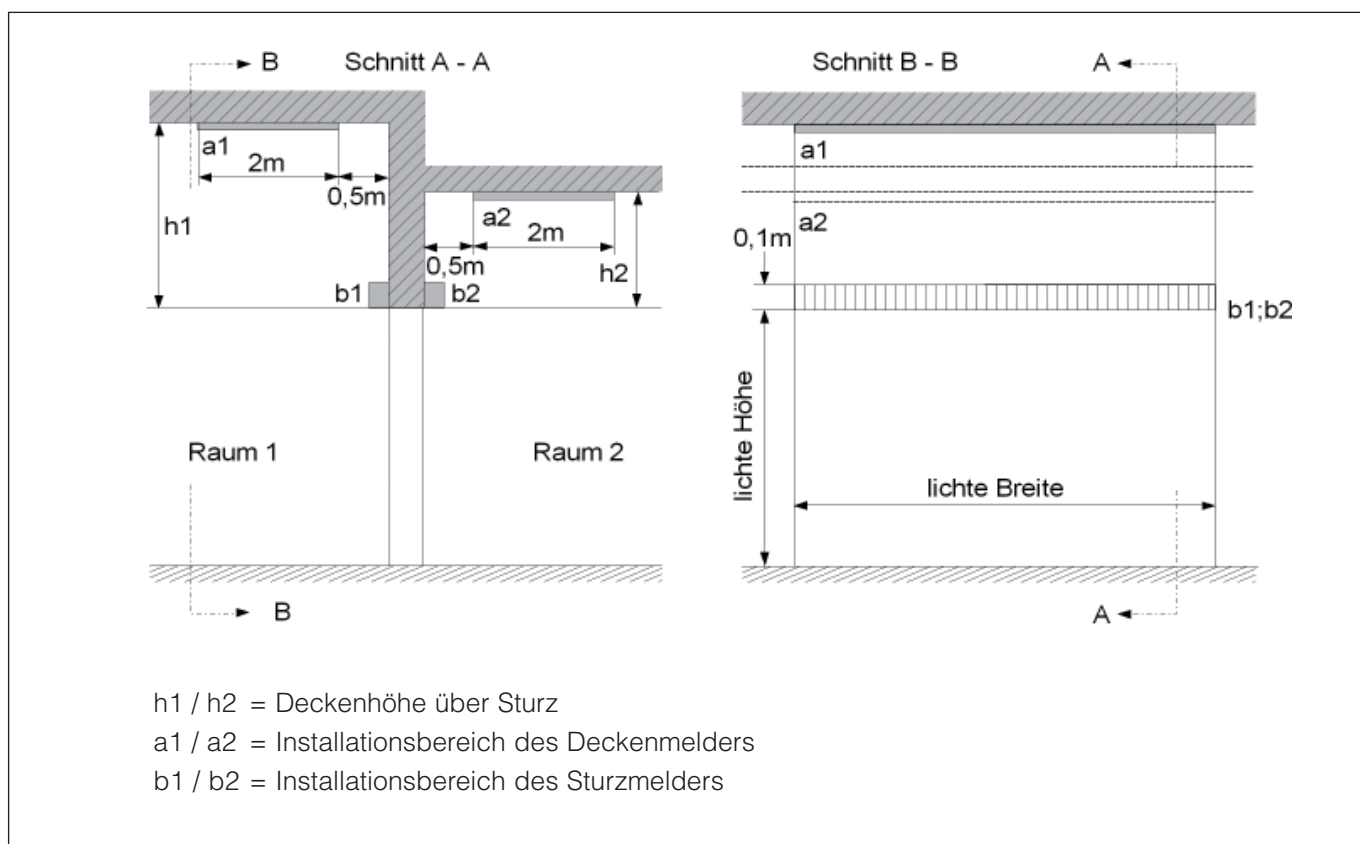 B Schnitt A - A
Schnitt B - B A
a1
2m
0,5m
h1
a2
2m
0,5m
h2
b1 b2
Raum 1 Raum 2
B
a1
a2
0,1m
b1;b2
lichte Höhe
lichte Breite
A
h1 / h2 = Deckenhöhe über Sturz
a1 / a2 = Installationsbereich des Deckenmelders
b1 / b2 = Installationsbereich des Sturzmelders